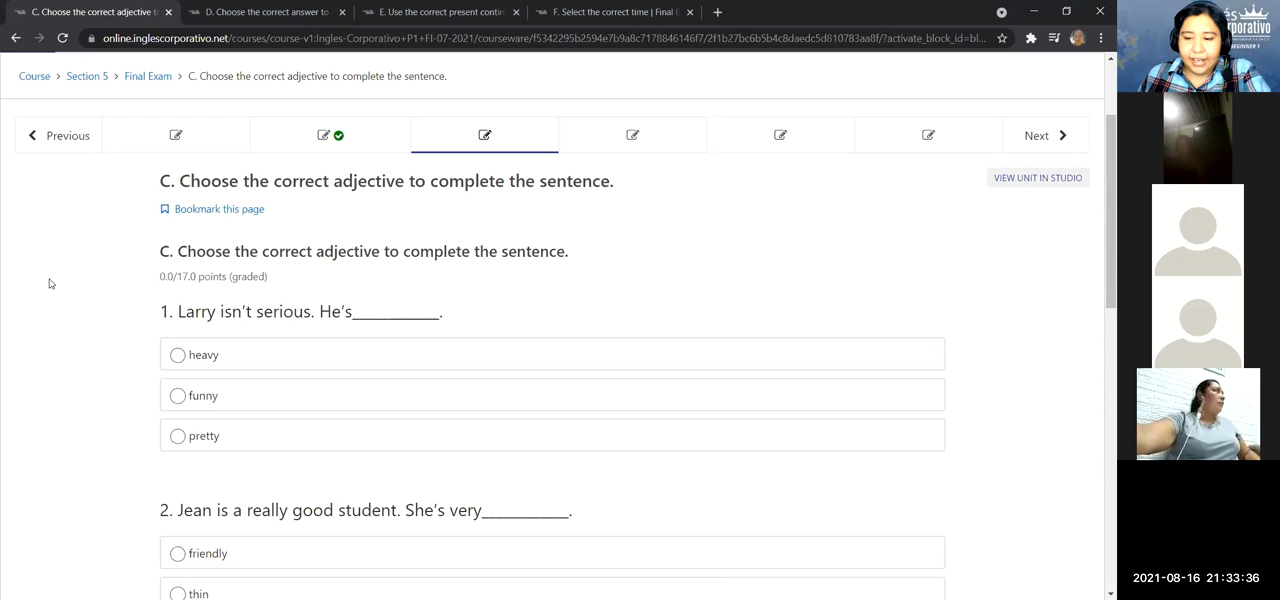 C. Choose the correct adjective t
D. Choose the correct answer to
E. Use the correct present contin
F. Select the correct time | Final E
online.inglescorporativo.net/courses/course-v1:Ingles-Corporativo+P1+FI-07-2021/courseware/f5342295b2594e7b9a8c7178846146f7/2f1b27bc6b5b4c8daedc5d810783aa8f/?activate_block_id=bl...
Course > Section 5 > Final Exam > C. Choose the correct adjective to complete the sentence.
Previous
Next
C. Choose the correct adjective to complete the sentence.
VIEW UNIT IN STUDIO
Bookmark this page
C. Choose the correct adjective to complete the sentence.
0.0/17.0 points (graded)
1. Larry isn't serious. He's___________.
heavy
funny
pretty
2. Jean is a really good student. She's very___________.
friendly
thin
és
rporativo
BEGINNER 1
2021-08-16 21:33:36